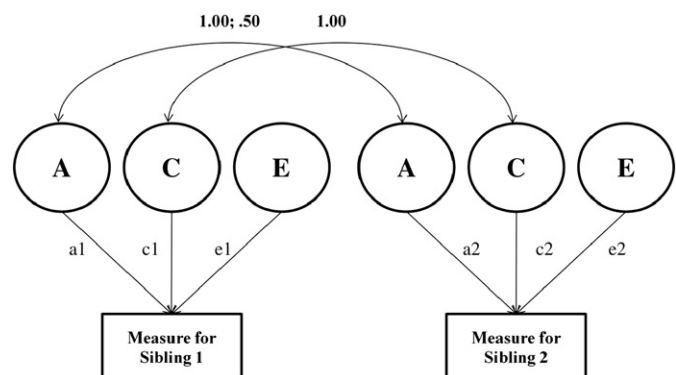 1.00; .50 1.00
A C E A C E
a1 c1 e1 a2 c2 e2
Measure for Measure for
Sibling 1 Sibling 2